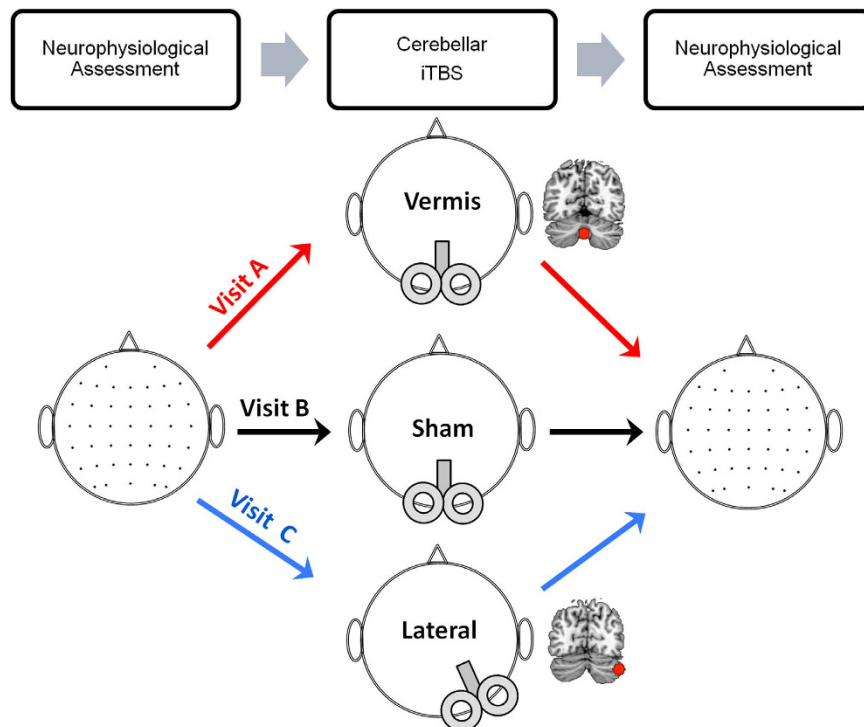 Neurophysiological
Assessment
Cerebellar
iTBS
Neurophysiological
Assessment
Vermis
Visit A
Visit B
Sham
Visit C
Lateral